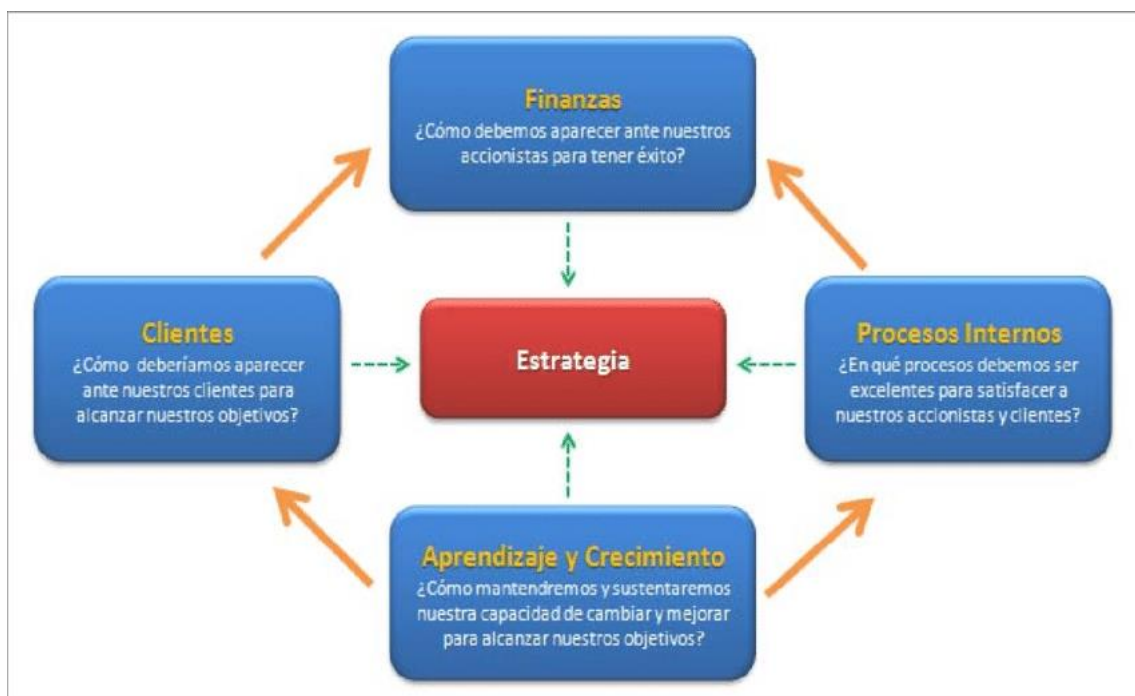 Finanzas
¿Cómo debemos aparecer ante nuestros
accionistas para tener éxito?
Clientes
¿Cómo deberíamos aparecer
ante nuestros clientes para
alcanzar nuestros objetivos?
Estrategia
Procesos Internos
¿En qué procesos debemos ser
excelentes para satisfacer a
nuestros accionistas y clientes?
Aprendizaje y Crecimiento
¿Cómo mantendremos y sustentaremos
nuestra capacidad de cambiar y mejorar
para alcanzar nuestros objetivos?